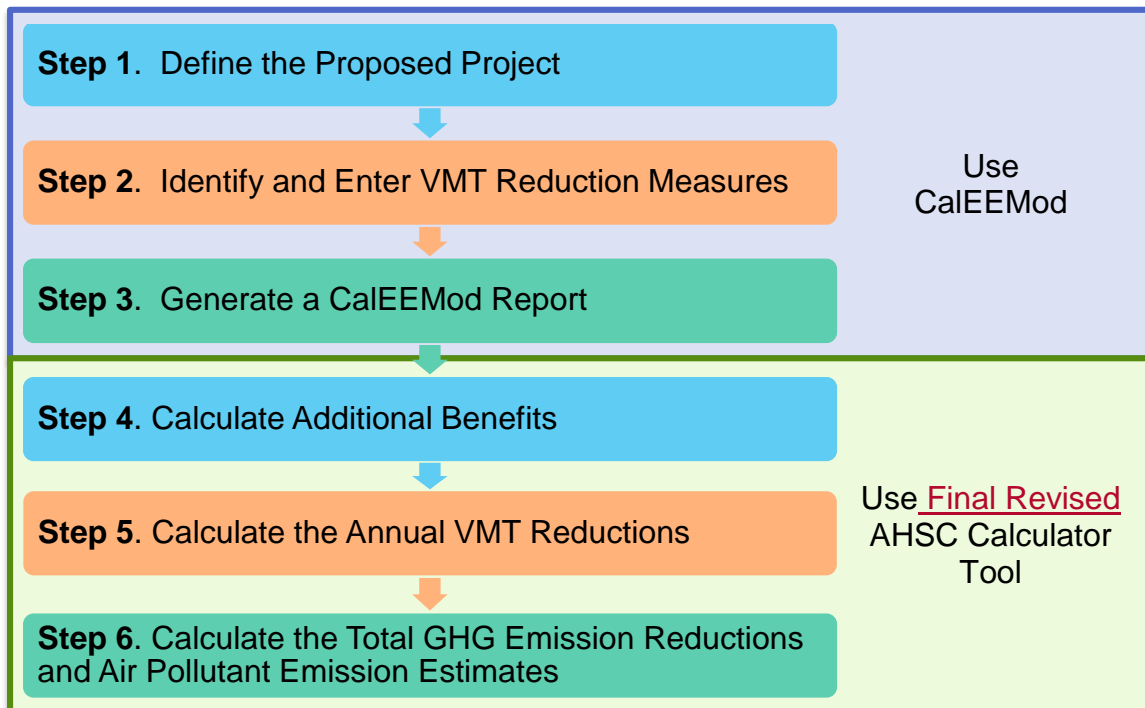 Step 1. Define the Proposed Project
Step 2. Identify and Enter VMT Reduction Measures
Use
CalEEMod
Step 3. Generate a CalEEMod Report
Step 4. Calculate Additional Benefits
Step 5. Calculate the Annual VMT Reductions
Use Final Revised
AHSC Calculator
Tool
Step 6. Calculate the Total GHG Emission Reductions
and Air Pollutant Emission Estimates